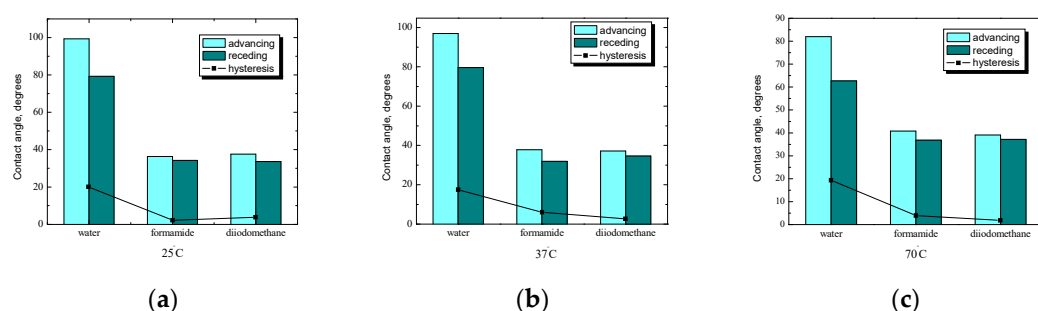 100
80
60
40
20
0
Contact angle, degrees
advancing
receding
hysteresis
water formamide diiodomethane
25°C
(a)
100
80
60
40
20
0
Contact angle, degrees
advancing
receding
hysteresis
water formamide diiodomethane
37°C
(b)
90
80
70
60
50
40
30
20
10
0
Contact angle, degrees
advancing
receding
hysteresis
water formamide diiodomethane
70°C
(c)